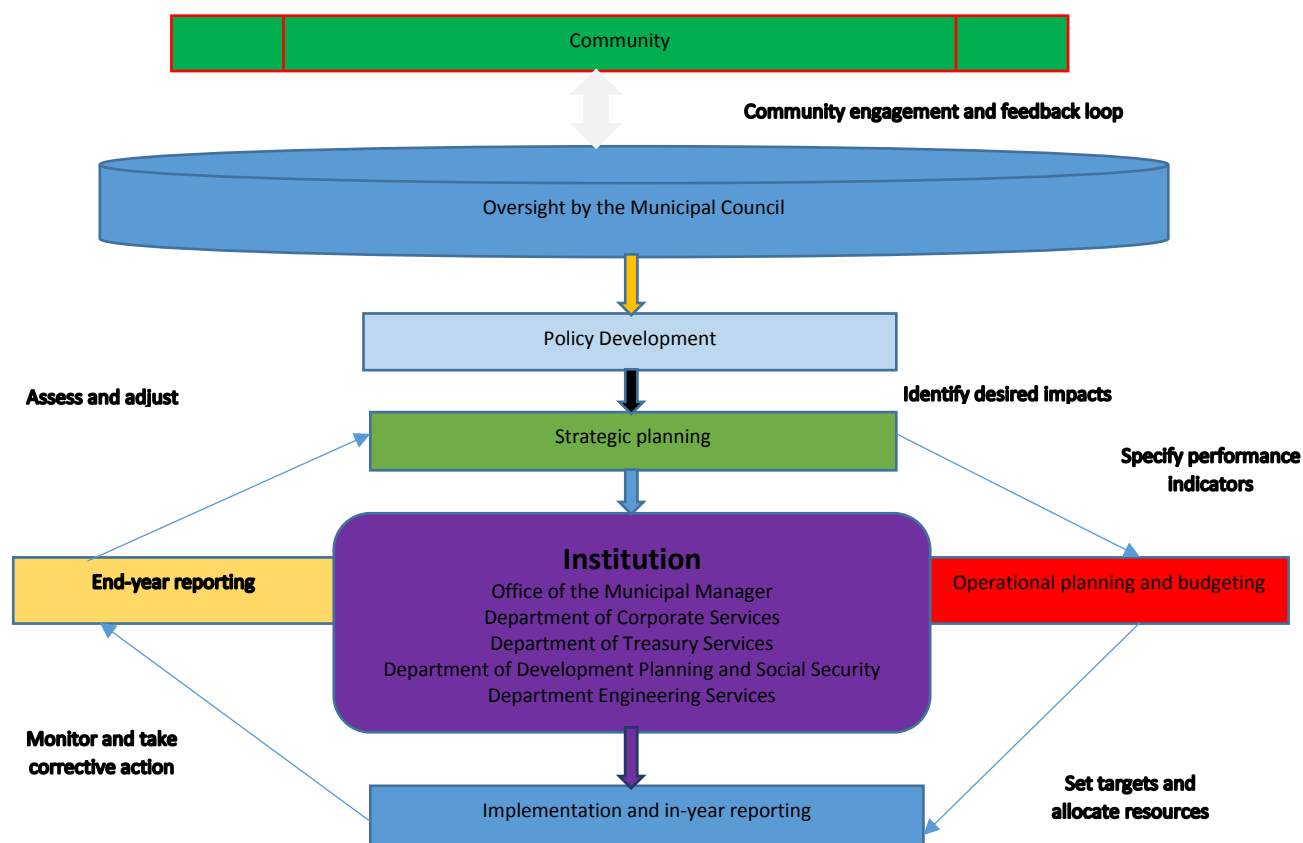 Community
Community engagement and feedback loop
Oversight by the Municipal Council
Policy Development
Assess and adjust
Identify desired impacts
Strategic planning
Specify performance
indicators
Institution
Office of the Municipal Manager
Department of Corporate Services
Department of Treasury Services
Department of Development Planning and Social Security
Department Engineering Services
End-year reporting
Operational planning and budgeting
Monitor and take
corrective action
Set targets and
allocate resources
Implementation and in-year reporting